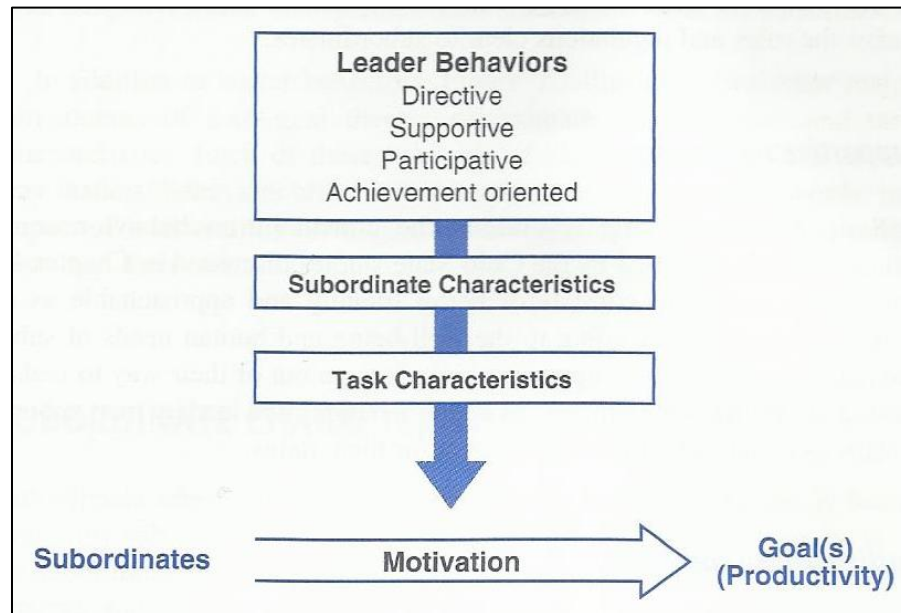 Leader Behaviors
Directive
Supportive
Participative
Achievement oriented
Subordinate Characteristics
Task Characteristics
Subordinates
Motivation
Goal(s)
(Productivity)